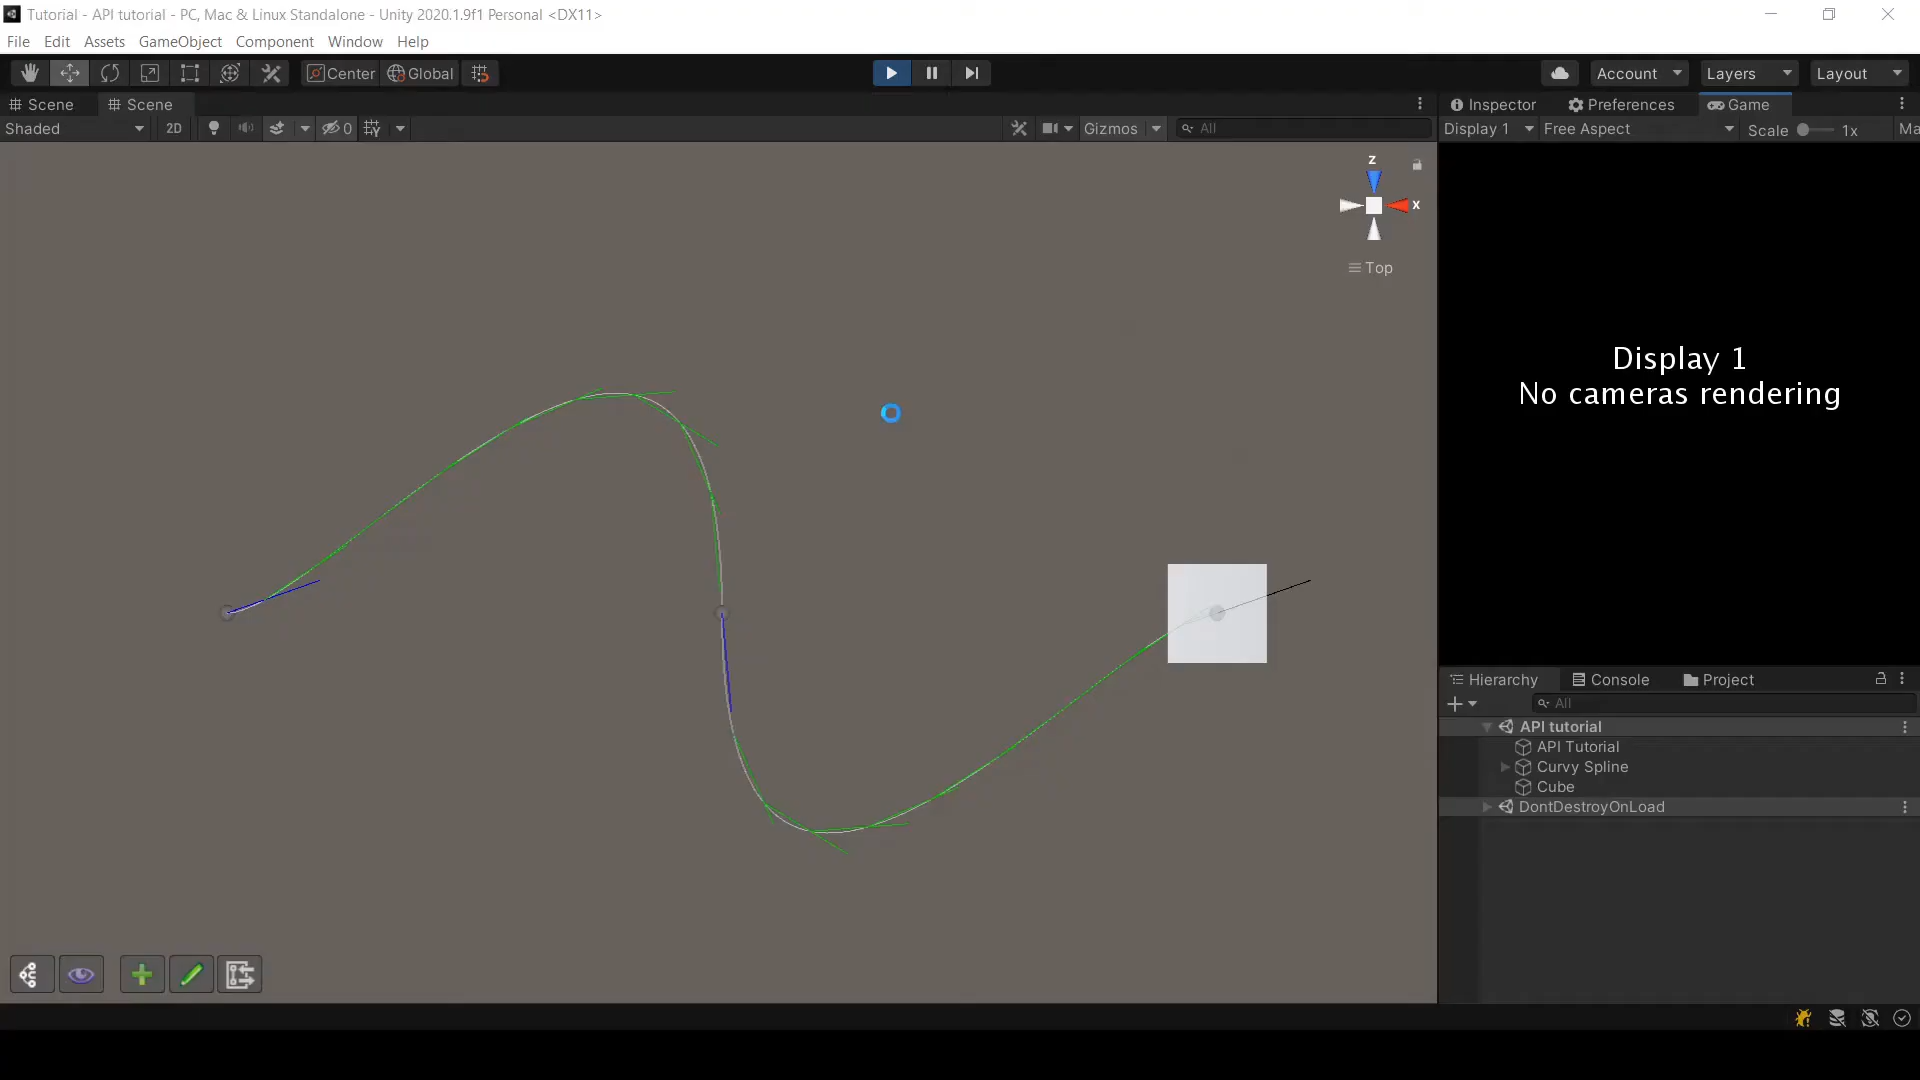 Tutorial - API tutorial - PC, Mac & Linux Standalone - Unity 2020.1.9f1 Personal <DX11>
File Edit Assets GameObject Component Window Help
Center Global
Account Layers Layout
Scene Scene
Inspector Preferences Game
Shaded 2D 0 Gizmos All
Display 1 Free Aspect Scale 1x Ma
z
x
Top
Display 1
No cameras rendering
Hierarchy Console Project
All
API tutorial
API Tutorial
Curvy Spline
Cube
DontDestroyOnLoad